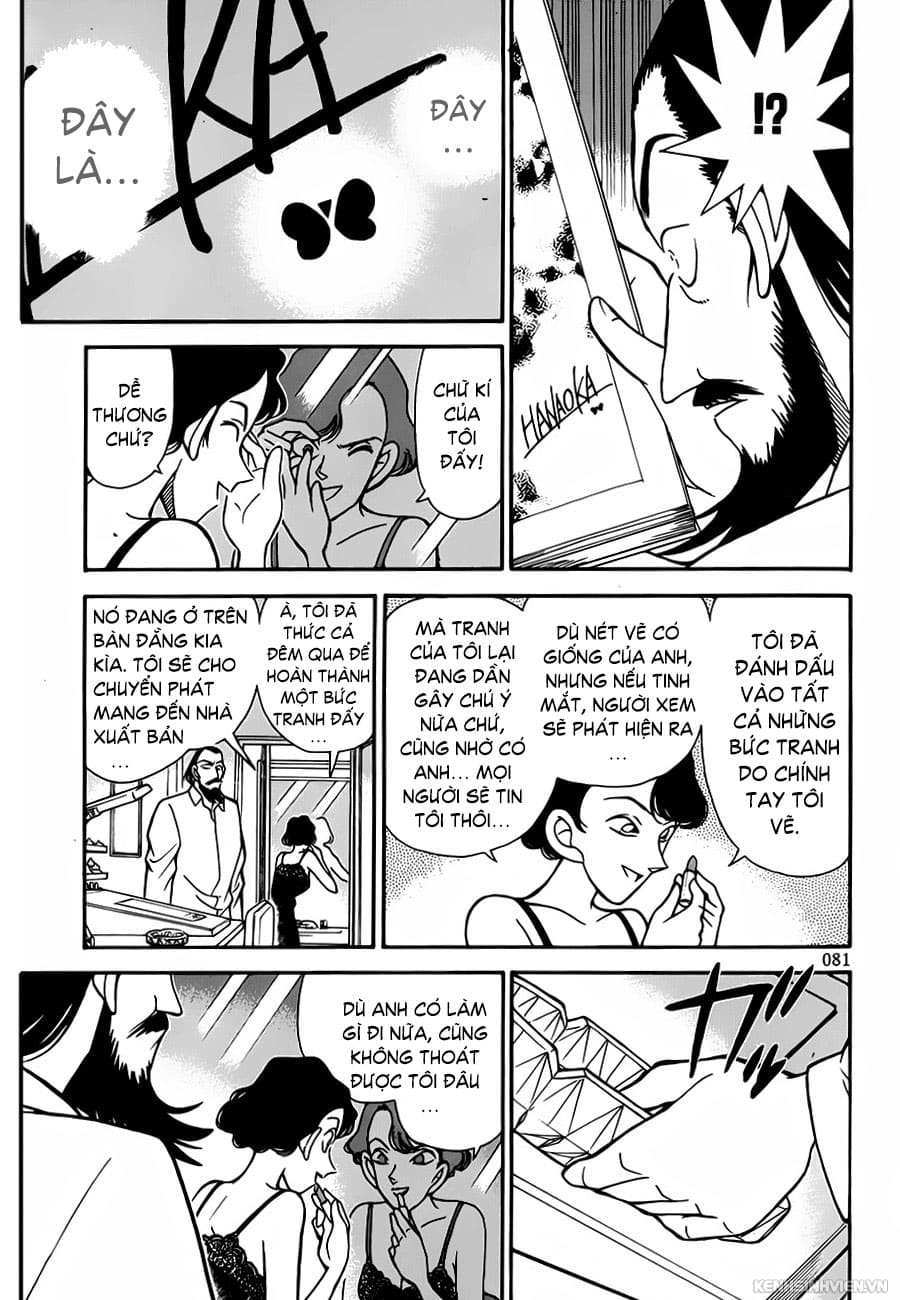 !?
HANAOKA
KA
ĐÂY
...
ĐÂY
LÀ...
CHỮ KÍ
CỦA
TÔI
ĐẤY!
DỄ
THƯƠNG
CHỨ?
TÔI ĐÃ
ĐÁNH DẤU
VÀO TẤT
CẢ NHỮNG
BỨC TRANH
DO CHÍNH
TAY TÔI
VẼ.
DÙ NÉT VẼ CÓ
GIỐNG CỦA ANH,
NHƯNG NẾU TINH
MẮT, NGƯỜI XEM
SẼ PHÁT HIỆN RA
...
MÀ TRANH
CỦA TÔI LẠI
ĐANG DẦN
GÂY CHÚ Ý
NỮA CHỨ,
CŨNG NHỜ CÓ
ANH... MỌI
NGƯỜI SẼ TIN
TÔI THÔI...
À, TÔI ĐÃ
THỨC CẢ
ĐÊM QUA ĐỂ
HOÀN THÀNH
MỘT BỨC
TRANH ĐẤY
...
NÓ ĐANG Ở TRÊN
BÀN ĐẰNG KIA
KÌA. TÔI SẼ CHO
CHUYỂN PHÁT
MANG ĐẾN NHÀ
XUẤT BẢN
...
081
ガッ
DÙ ANH CÓ LÀM
GÌ ĐI NỮA, CŨNG
KHÔNG THOÁT
ĐƯỢC TÔI ĐÂU
...
KENHSINHVIEN.VN